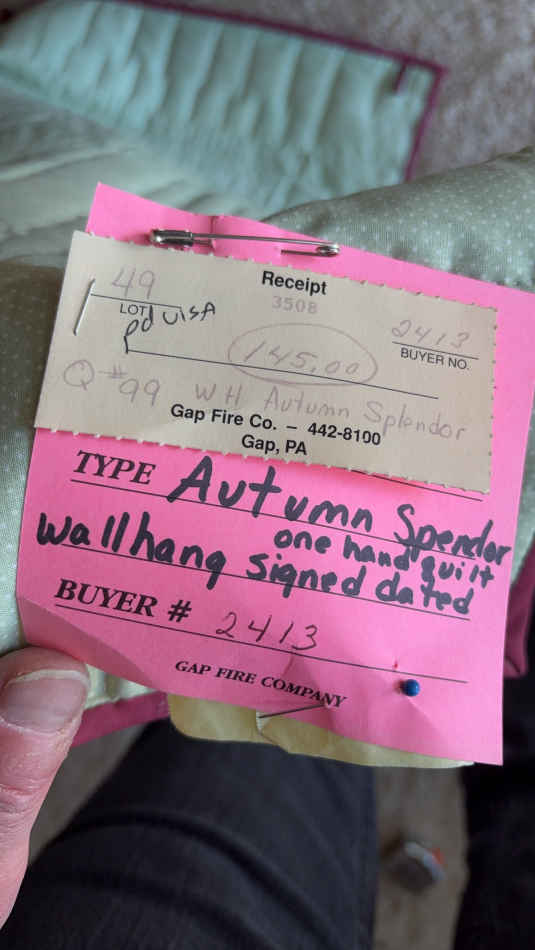 Receipt
3508
49
LOT
pd VISA
2413
BUYER NO.
145.00
Q #99 WH Autumn Splendor
Gap Fire Co. – 442-8100
Gap, PA
TYPE Autumn Spendor
one hand quilt
wallhang signed dated
BUYER # 2413
GAP FIRE COMPANY